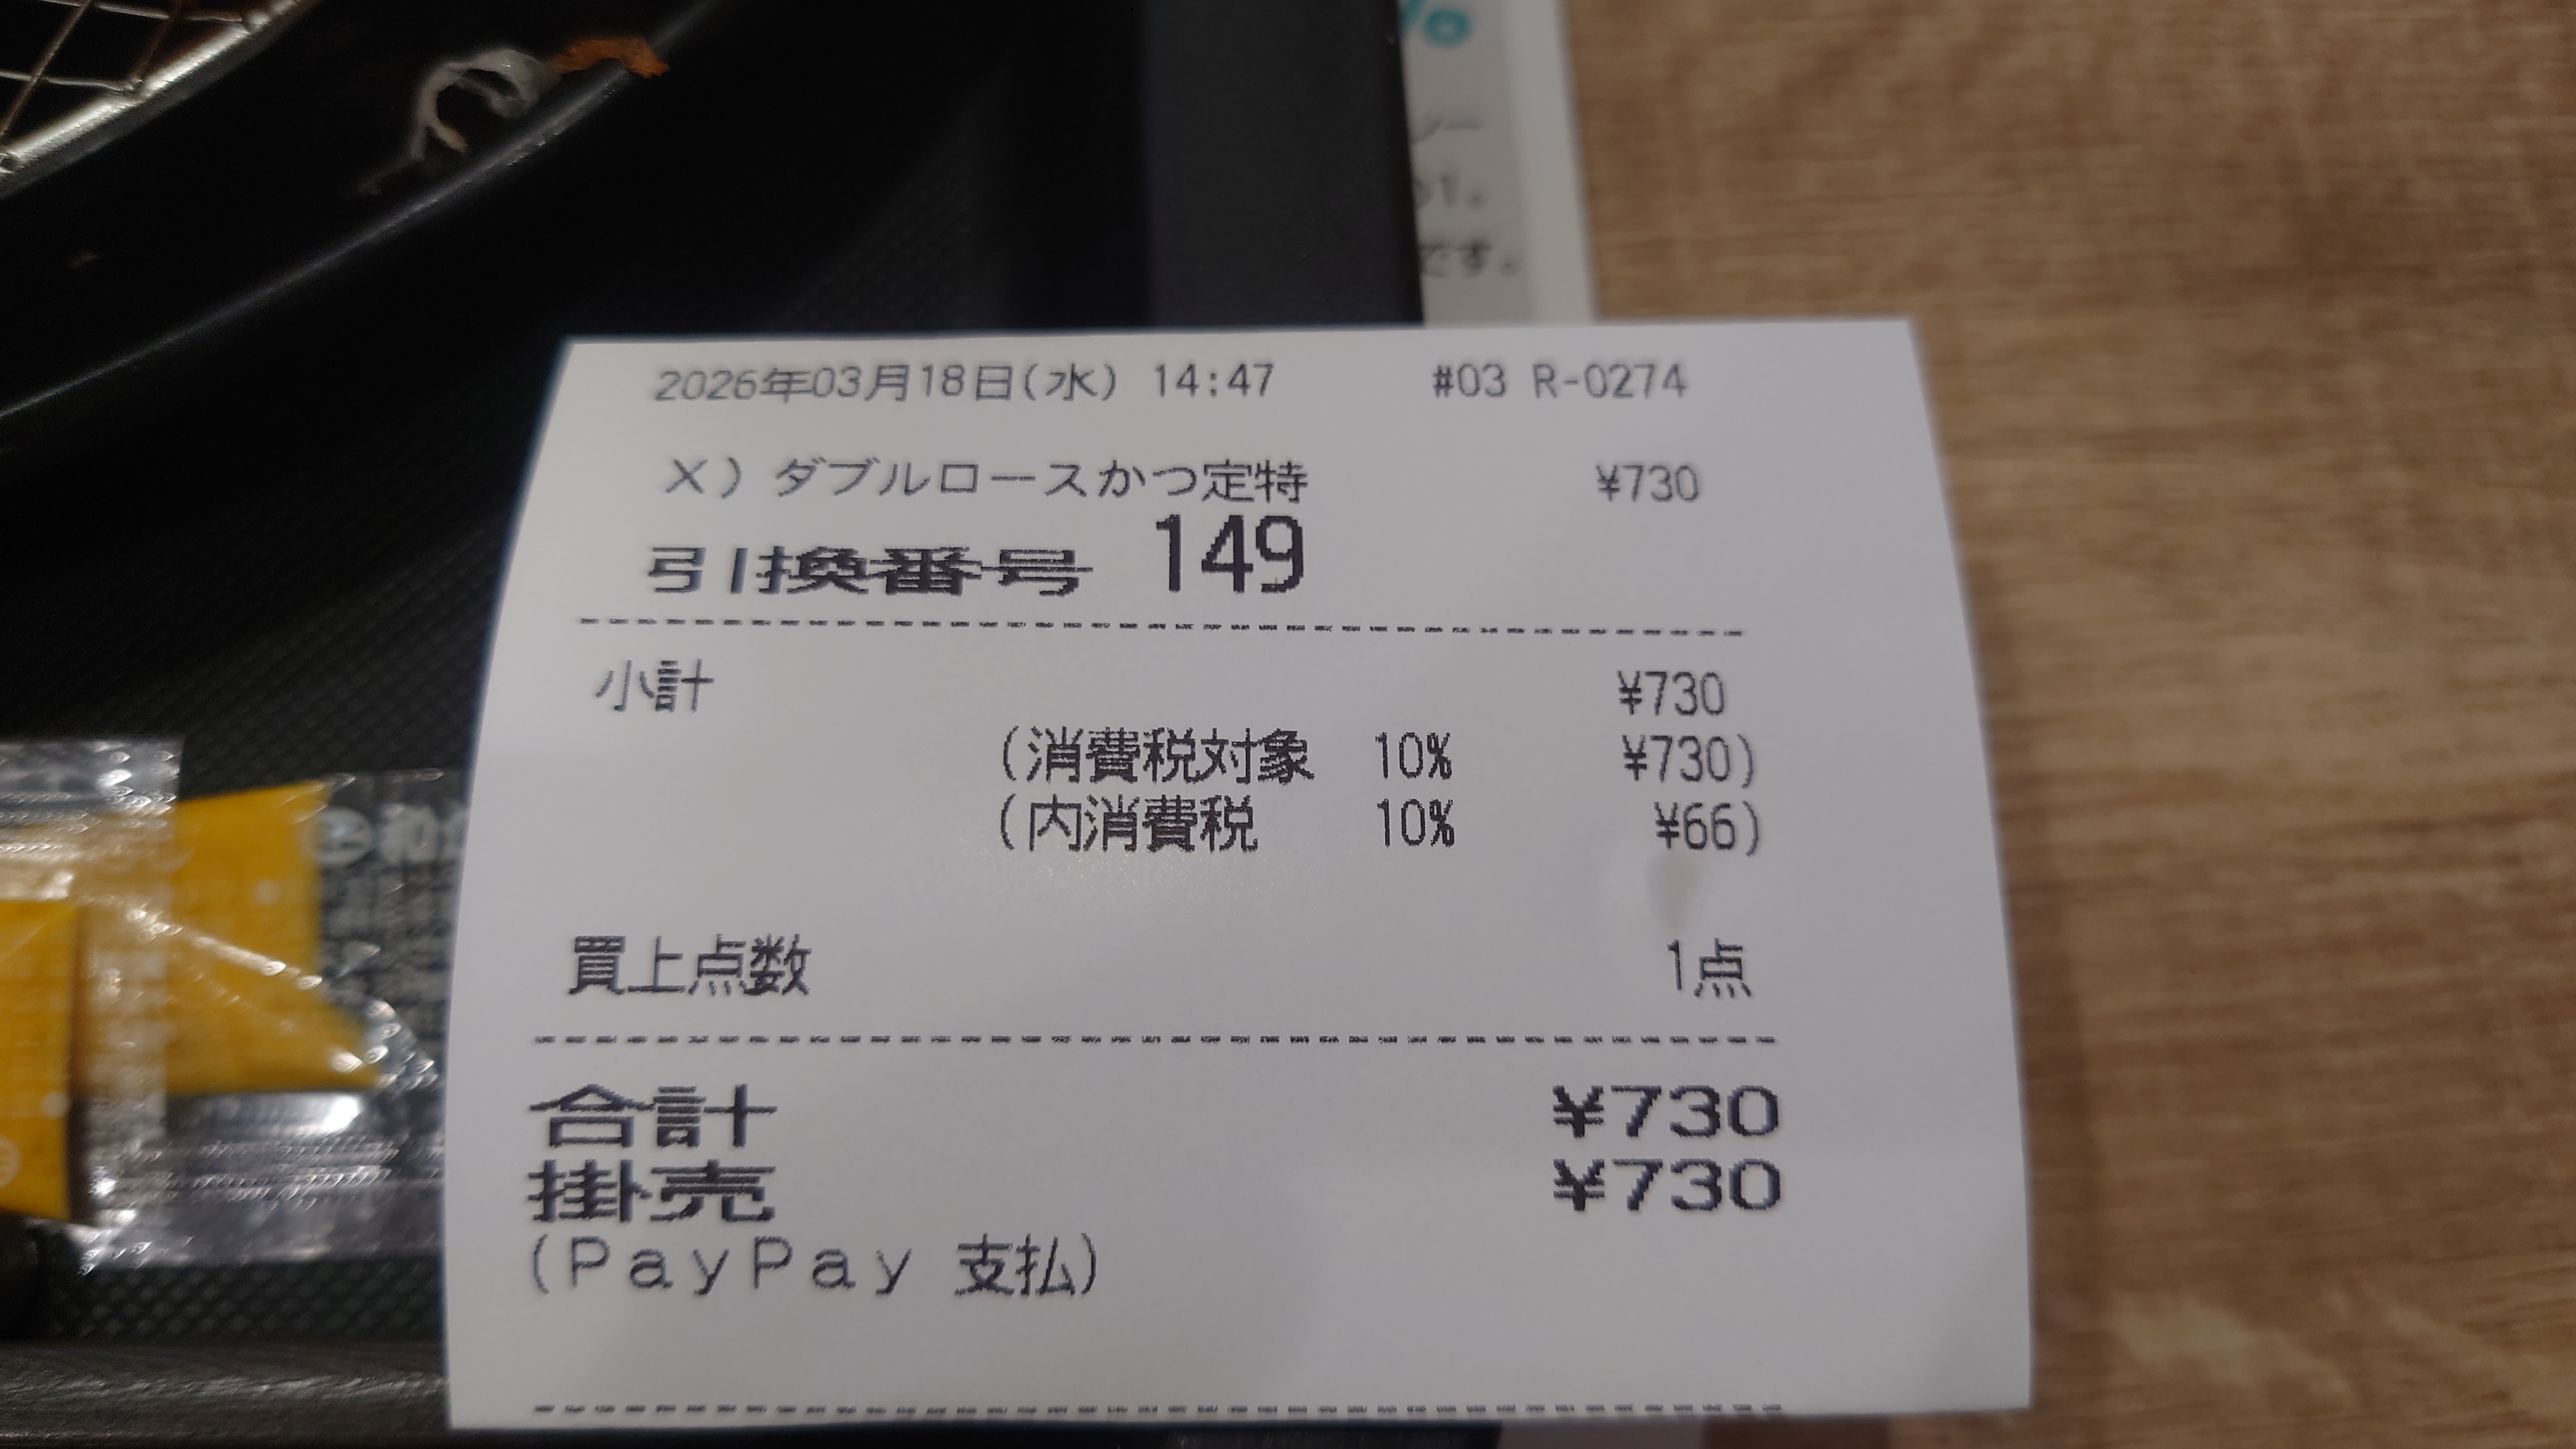 2026年03月18日(水) 14:47 #03 R-0274
X) ダブルロースかつ定特 ¥730
引換番号 149
小計 ¥730
(消費税対象 10% ¥730)
(内消費税 10% ¥66)
買上点数 1点
合計 ¥730
掛売 ¥730
(PayPay 支払)
です。